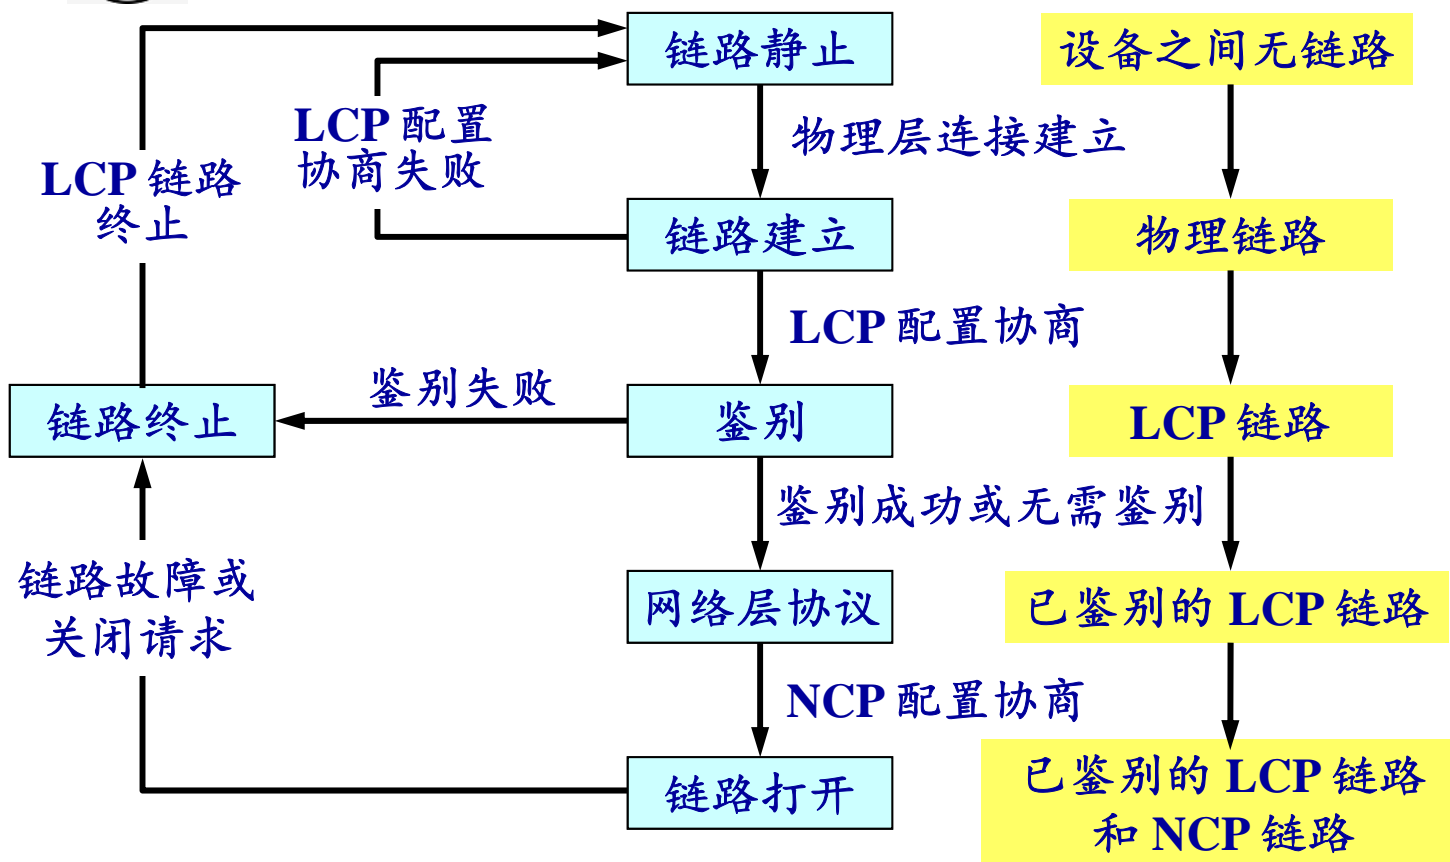 链路静止
设备之间无链路
LCP 配置
协商失败
物理层连接建立
LCP 链路
终止
链路建立
物理链路
LCP 配置协商
鉴别失败
链路终止
鉴别
LCP 链路
鉴别成功或无需鉴别
链路故障或
关闭请求
网络层协议
已鉴别的 LCP 链路
NCP 配置协商
链路打开
已鉴别的 LCP 链路
和 NCP 链路